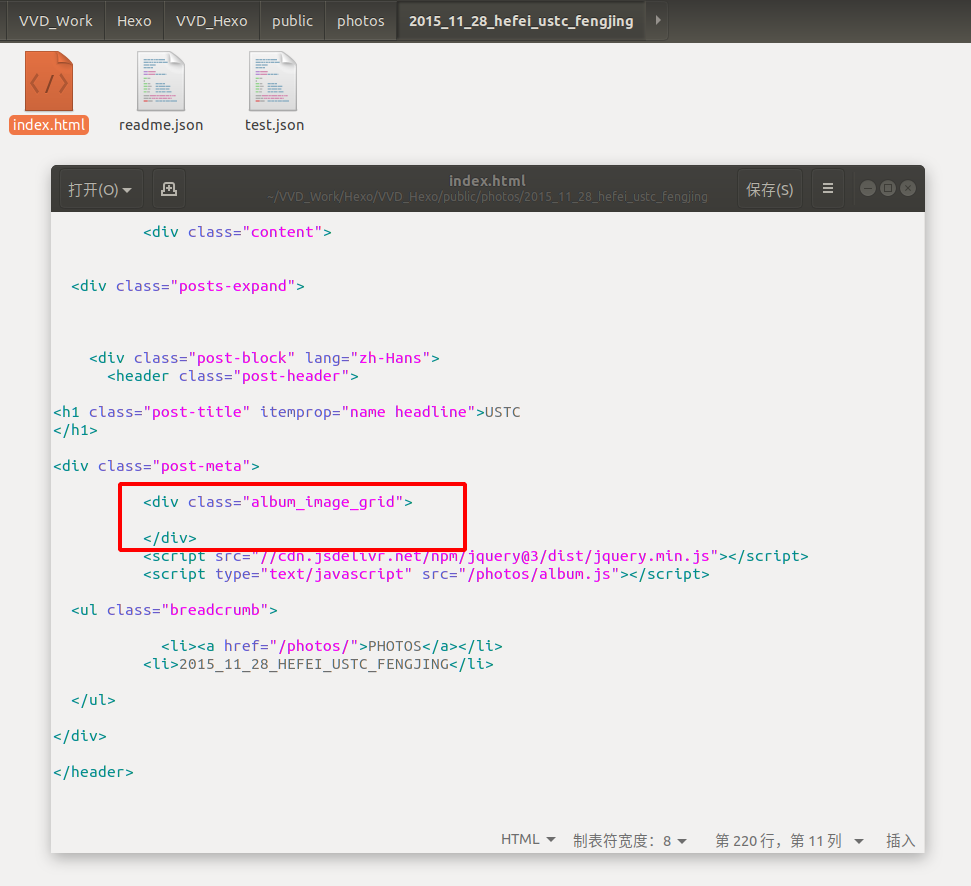 VVD_Work Hexo VVD_Hexo public photos 2015_11_28_hefei_ustc_fengjing
index.html readme.json test.json
打开(O) index.html 保存(S)
~/VVD_Work/Hexo/VVD_Hexo/public/photos/2015_11_28_hefei_ustc_fengjing
<div class="content">
<div class="posts-expand">
<div class="post-block" lang="zh-Hans">
<header class="post-header">
<h1 class="post-title" itemprop="name headline">USTC
</h1>
<div class="post-meta">
<div class="album_image_grid">
</div>
<script src="//cdn.jsdelivr.net/npm/jquery@3/dist/jquery.min.js"></script>
<script type="text/javascript" src="/photos/album.js"></script>
<ul class="breadcrumb">
<li><a href="/photos/">PHOTOS</a></li>
<li>2015_11_28_HEFEI_USTC_FENGJING</li>
</ul>
</div>
</header>
HTML 制表符宽度：8 第 220 行，第 11 列 插入